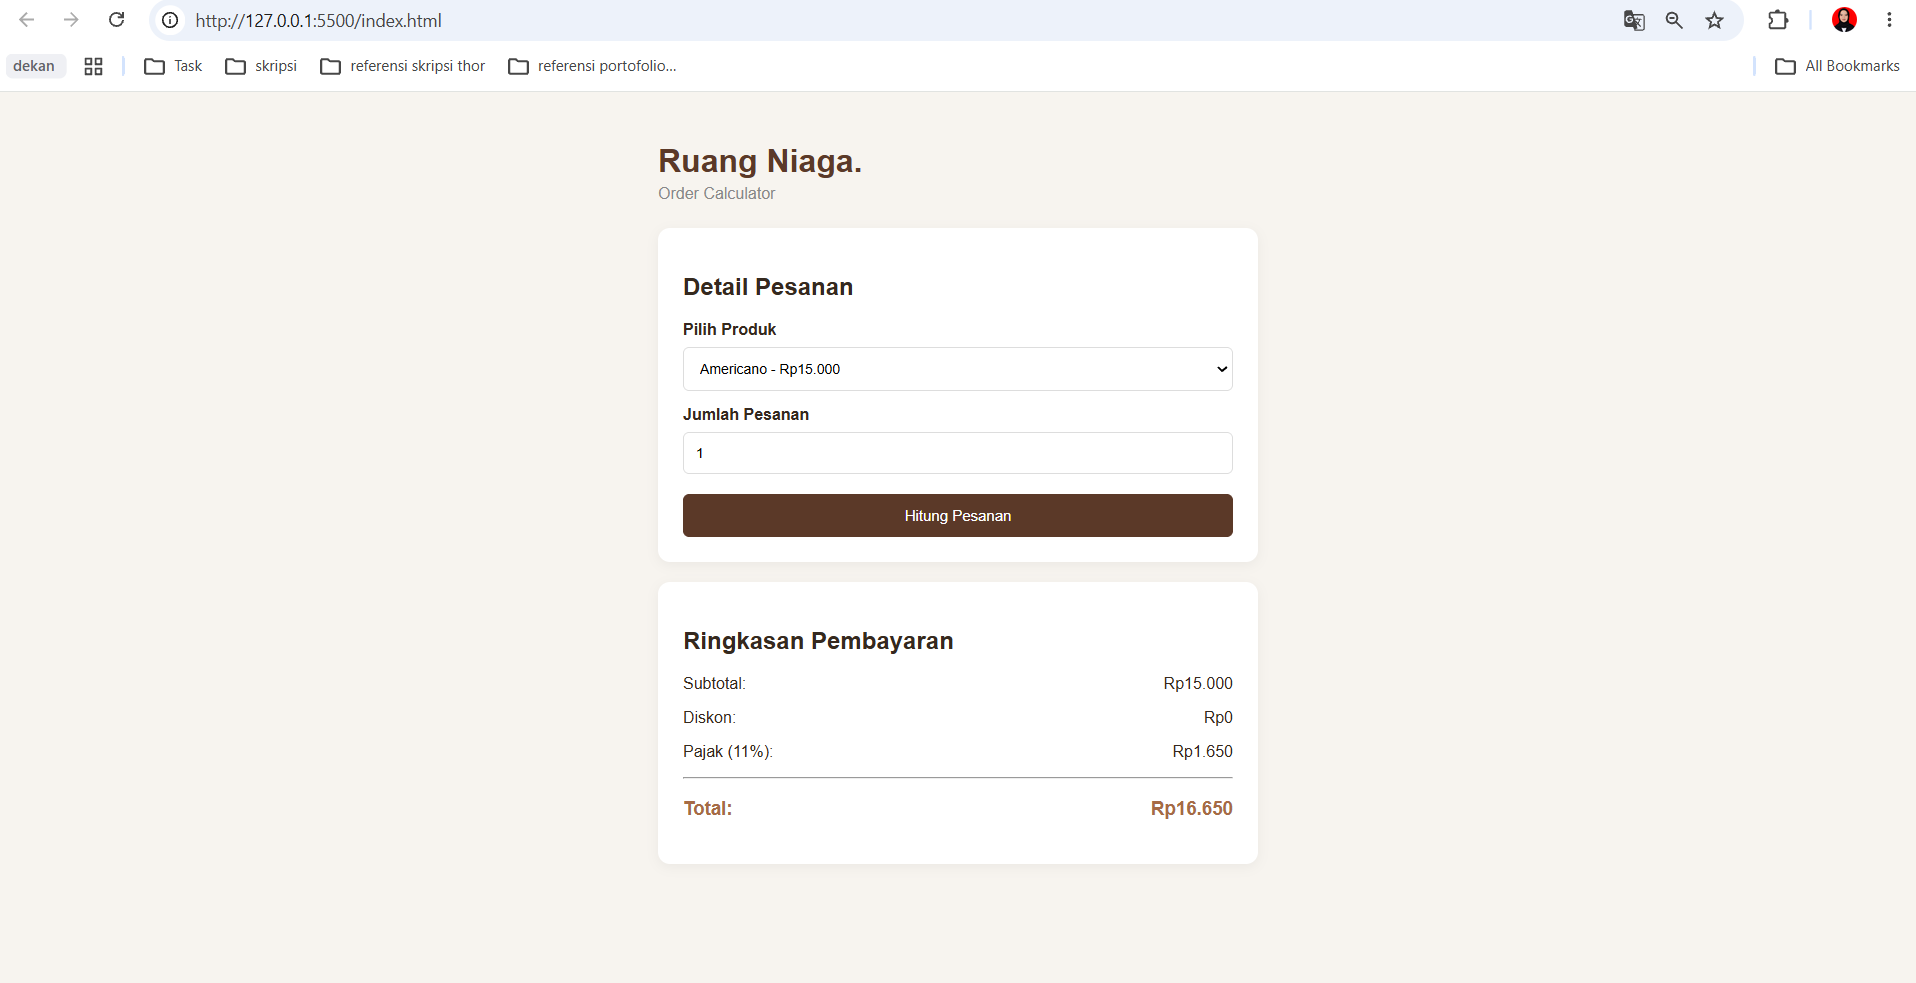 http://127.0.0.1:5500/index.html
dekan
Task
skripsi
referensi skripsi thor
referensi portofolio...
All Bookmarks
Ruang Niaga.
Order Calculator
Detail Pesanan
Pilih Produk
Americano - Rp15.000
Jumlah Pesanan
1
Hitung Pesanan
Ringkasan Pembayaran
Subtotal: Rp15.000
Diskon: Rp0
Pajak (11%): Rp1.650
Total: Rp16.650